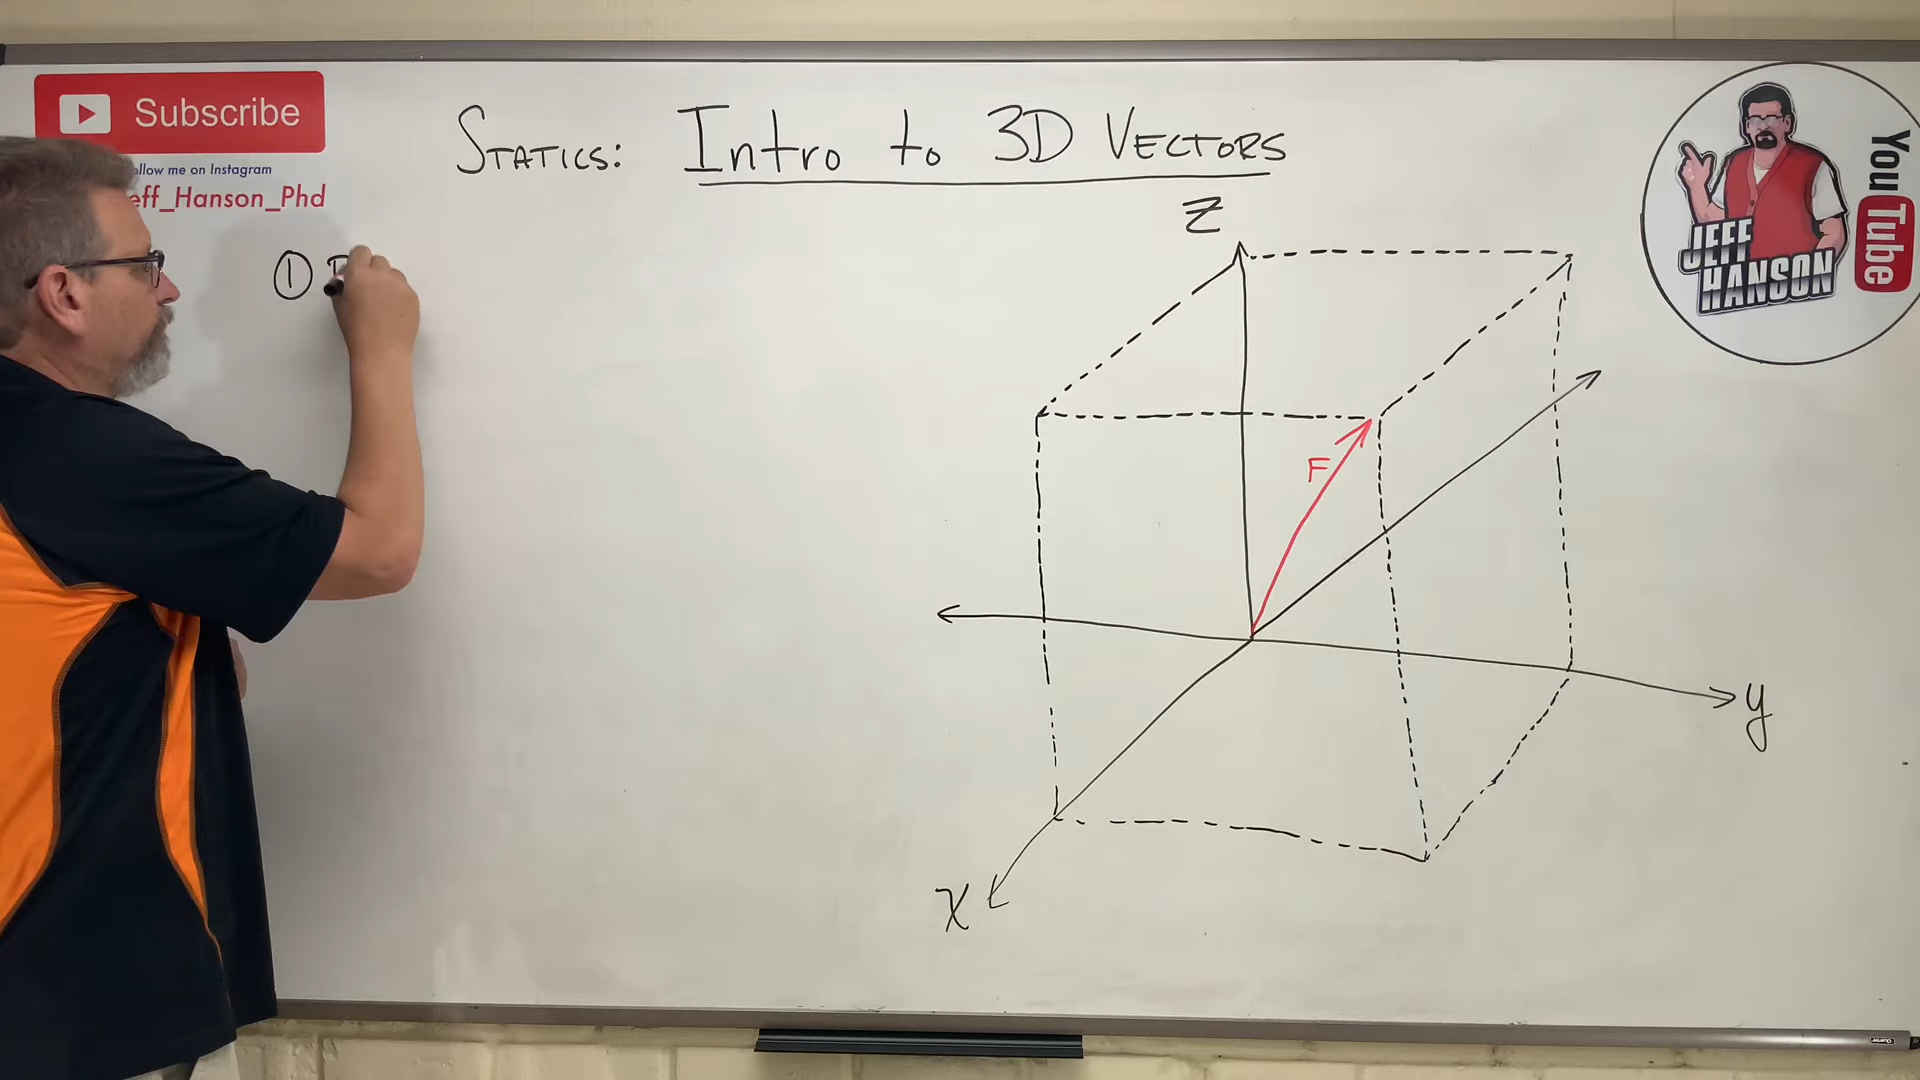 Subscribe
ollow me on Instagram
eff_Hanson_Phd
STATICS: Intro to 3D VECTORS
JEFF
HANSON
YouTube
①
Z
F
y
x